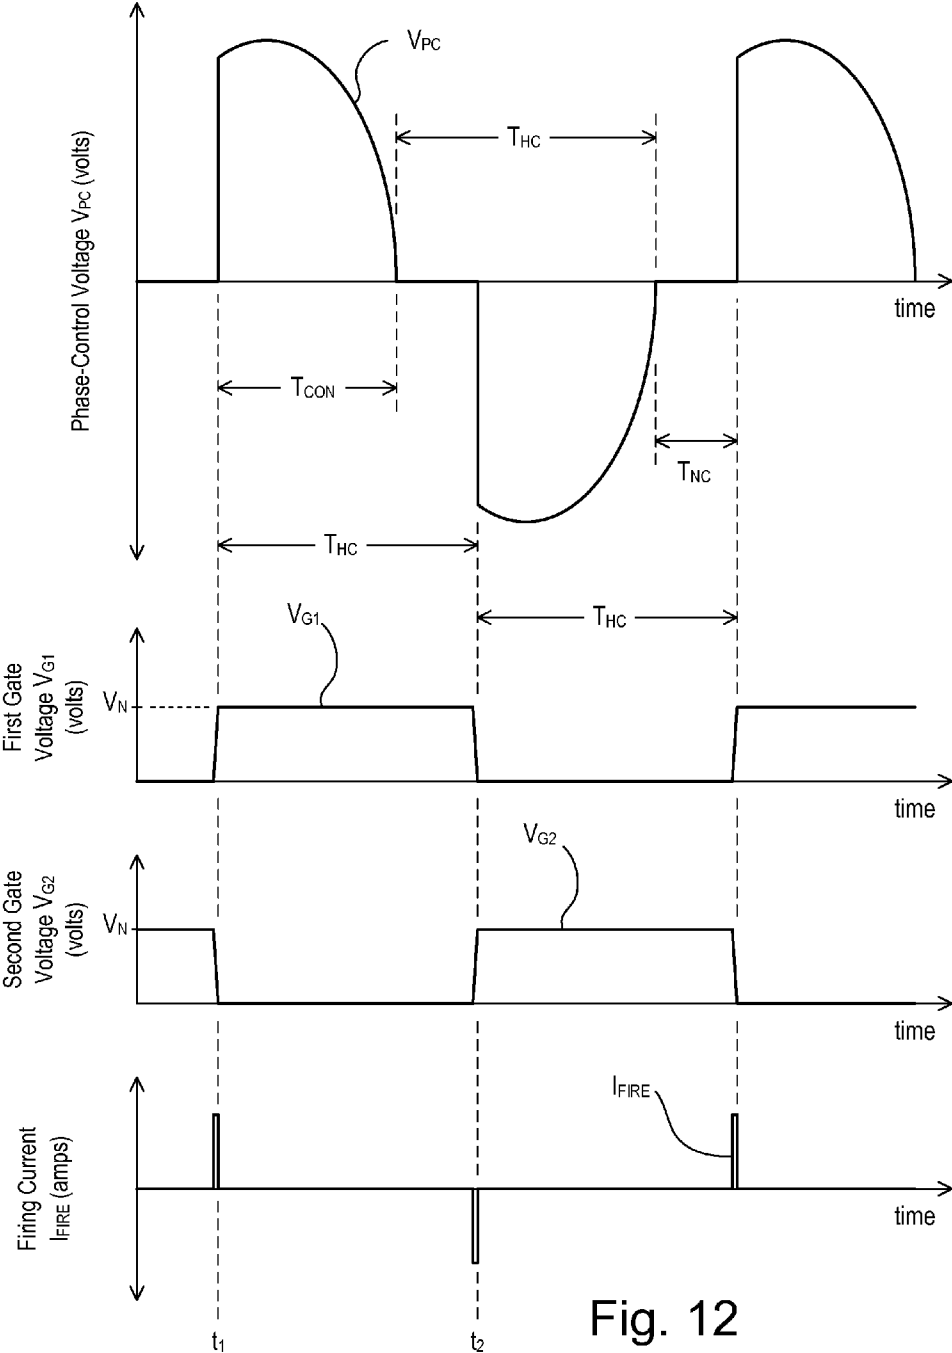 Phase-Control Voltage VPC (volts)
VPC
THC
time
TCON
TNC
THC
THC
First Gate
Voltage VG1
(volts)
VG1
VN
time
Second Gate
Voltage VG2
(volts)
VG2
VN
time
Firing Current
IFIRE (amps)
IFIRE
time
t1
t2
Fig. 12